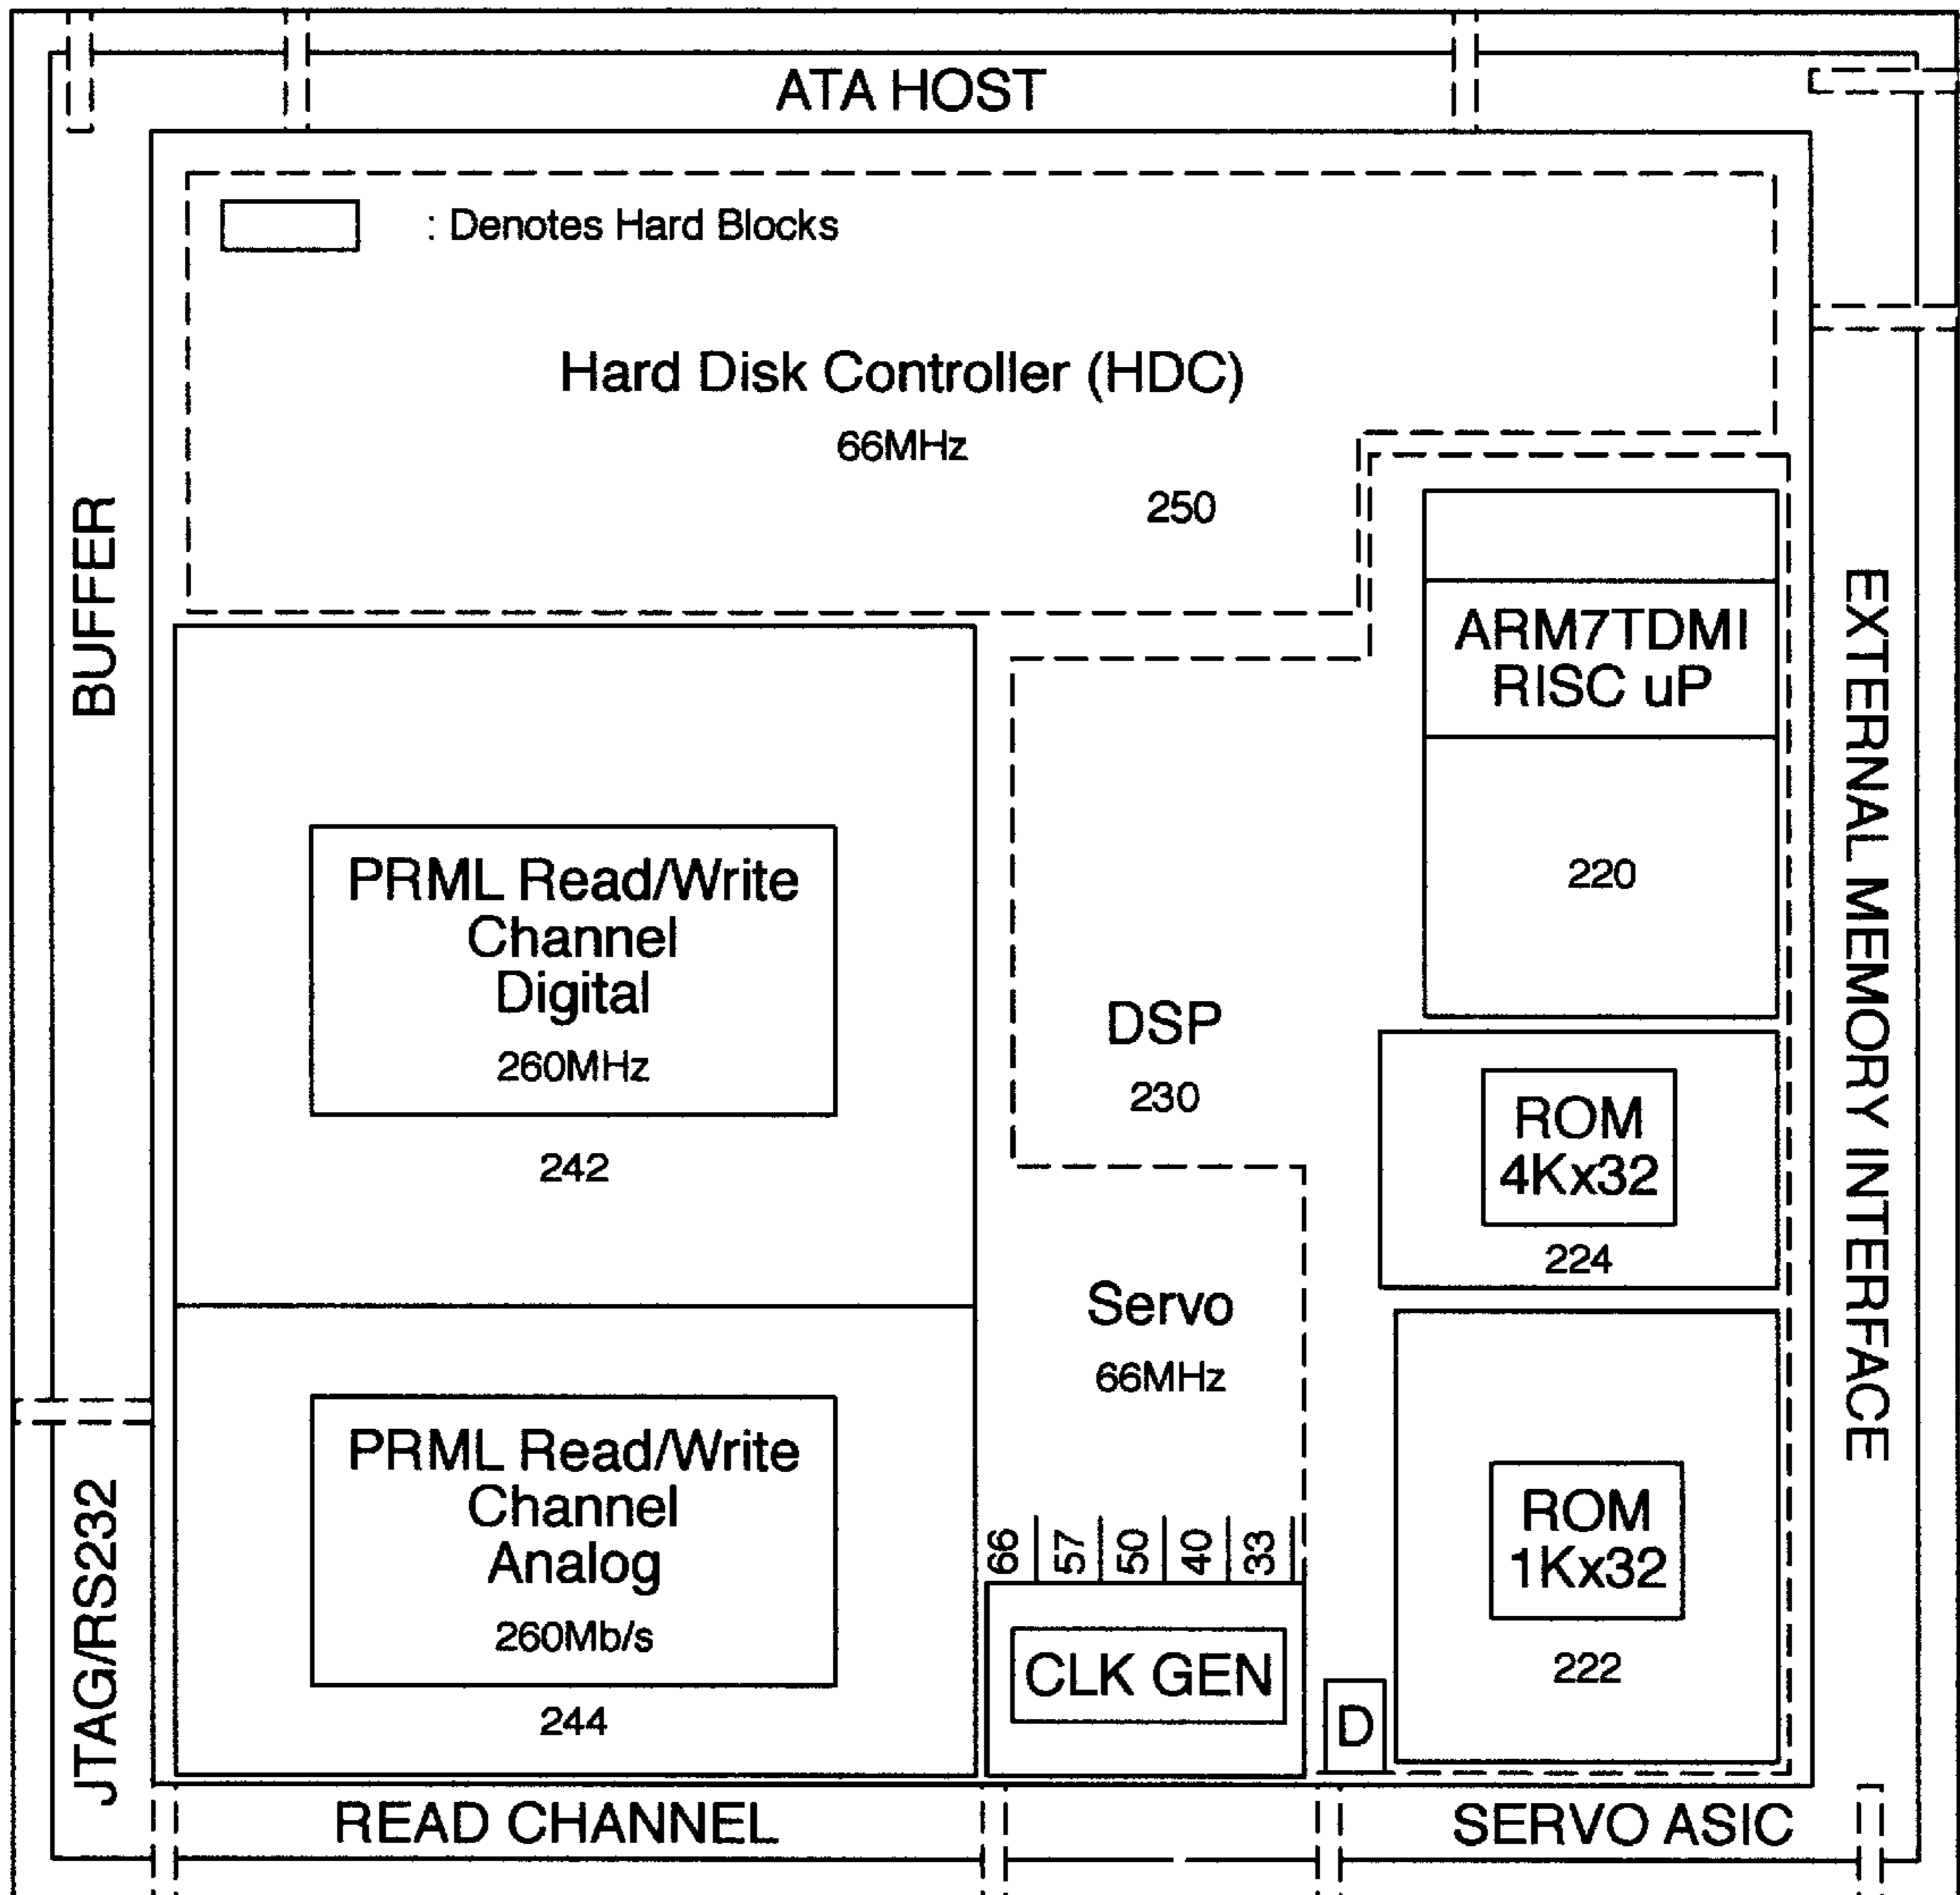 ATA HOST
: Denotes Hard Blocks
Hard Disk Controller (HDC)
66MHz
250
BUFFER
EXTERNAL MEMORY INTERFACE
ARM7TDMI
RISC uP
220
PRML Read/Write
Channel
Digital
260MHz
242
DSP
230
ROM
4Kx32
224
Servo
66MHz
PRML Read/Write
Channel
Analog
260Mb/s
244
JTAG/RS232
66
57
50
40
33
CLK GEN
D
ROM
1Kx32
222
READ CHANNEL
SERVO ASIC